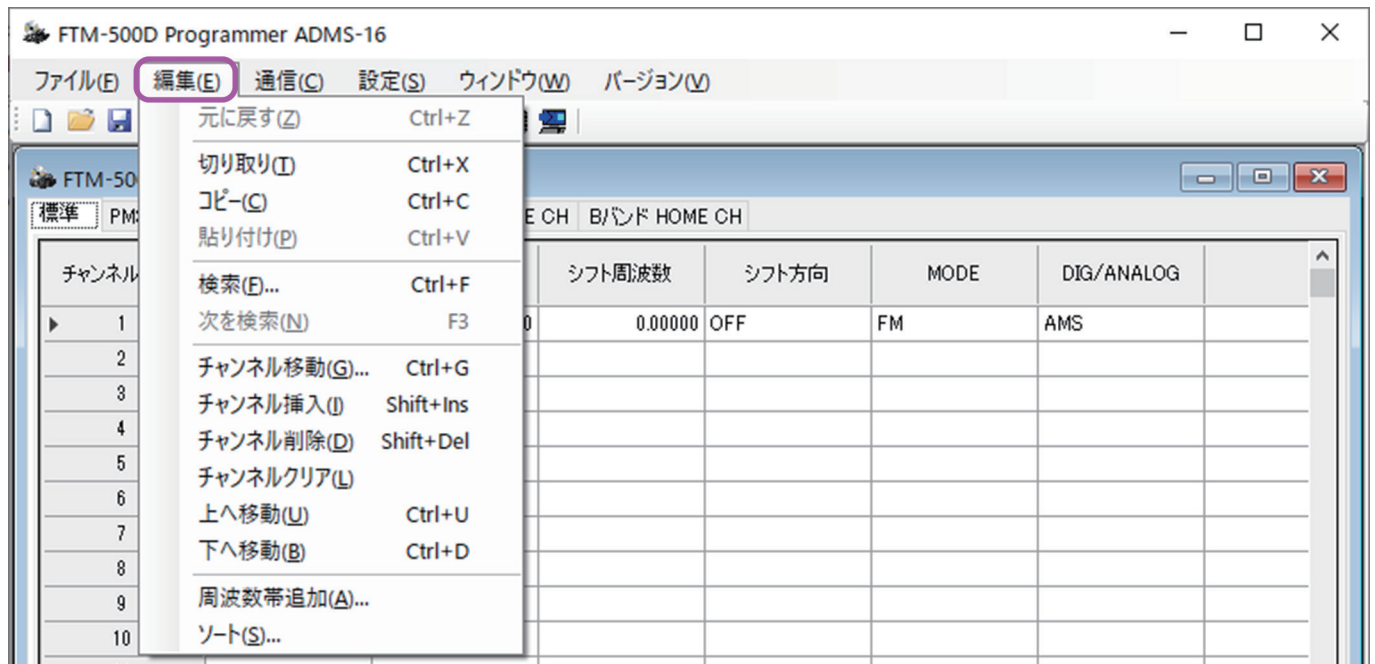 FTM-500D Programmer ADMS-16
ファイル(F) 編集(E) 通信(C) 設定(S) ウィンドウ(W) バージョン(V)
元に戻す(Z) Ctrl+Z
切り取り(T) Ctrl+X
コピー(C) Ctrl+C
貼り付け(P) Ctrl+V
検索(F)... Ctrl+F
次を検索(N) F3
チャンネル移動(G)... Ctrl+G
チャンネル挿入(I) Shift+Ins
チャンネル削除(D) Shift+Del
チャンネルクリア(L)
上へ移動(U) Ctrl+U
下へ移動(B) Ctrl+D
周波数帯追加(A)...
ソート(S)...
FTM-50
標準 PMS E CH Bバンド HOME CH
チャンネル シフト周波数 シフト方向 MODE DIG/ANALOG
1 0 0.00000 OFF FM AMS
2
3
4
5
6
7
8
9
10